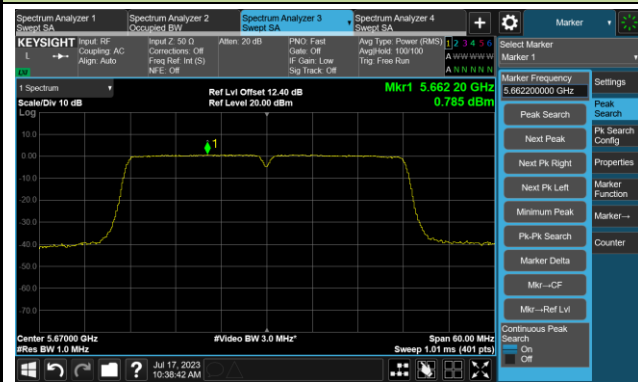 Spectrum Analyzer 1
Swept SA
Spectrum Analyzer 2
Occupied BW
Spectrum Analyzer 3
Swept SA
Spectrum Analyzer 4
Swept SA
Marker
KEYSIGHT
L
LXI
Input: RF
Coupling: AC
Align: Auto
Input Z: 50 Ω
Corrections: Off
Freq Ref: Int (S)
NFE: Off
Atten: 20 dB
PNO: Fast
Gate: Off
IF Gain: Low
Sig Track: Off
Avg Type: Power (RMS)
Avg|Hold: 100/100
Trig: Free Run
1 2 3 4 5 6
A W W W W W
A N N N N N
Select Marker
Marker 1
1 Spectrum
Scale/Div 10 dB
Log
Ref Lvl Offset 12.40 dB
Ref Level 20.00 dBm
Mkr1 5.662 20 GHz
0.785 dBm
Marker Frequency
5.662200000 GHz
Settings
Peak Search
Next Peak
Next Pk Right
Next Pk Left
Minimum Peak
Pk-Pk Search
Marker Delta
Mkr→CF
Mkr→Ref Lvl
Continuous Peak
Search
On
Off
Peak
Search
Pk Search
Config
Properties
Marker
Function
Marker→
Counter
10.0
0.00
-10.0
-20.0
-30.0
-40.0
-50.0
-60.0
-70.0
1
Center 5.67000 GHz
#Res BW 1.0 MHz
#Video BW 3.0 MHz*
Span 60.00 MHz
Sweep 1.01 ms (401 pts)
?
Jul 17, 2023
10:38:42 AM